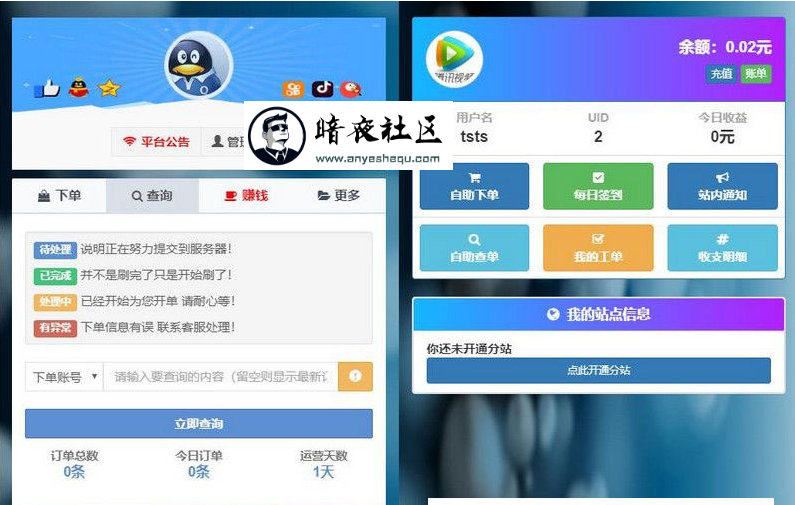 平台公告
管
暗夜社区
www.anyeshequ.com
下单
查询
赚钱
更多
待处理 说明正在努力提交到服务器!
已完成 并不是刷完了只是开始刷了!
处理中 已经开始为您开单 请耐心等!
有异常 下单信息有误 联系客服处理!
下单账号
请输入要查询的内容(留空则显示最新
立即查询
订单总数 今日订单 运营天数
0条 0条 1天
腾讯视频
余额:0.02元
充值 账单
用户名 UID 今日收益
tsts 2 0元
自助下单 每日签到 站内通知
自助查单 我的工单 收支明细
我的站点信息
你还未开通分站
点此开通分站